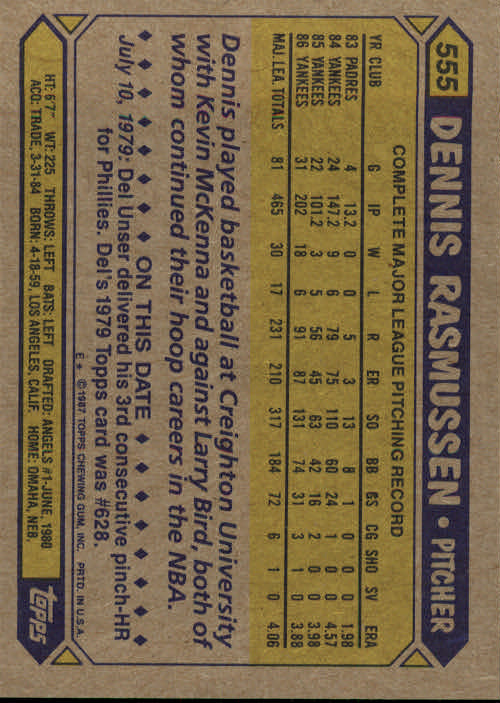 555 DENNIS RASMUSSEN • PITCHER
COMPLETE MAJOR LEAGUE PITCHING RECORD
YR CLUB G IP W L R ER SO BB GS CG SHO SV ERA
83 PADRES 4 13.2 0 0 5 3 13 8 1 0 0 0 1.98
84 YANKEES 24 147.2 9 6 79 75 110 60 24 1 0 0 4.57
85 YANKEES 22 101.2 3 5 56 45 63 42 16 2 0 0 3.98
86 YANKEES 31 202 18 6 91 87 131 74 31 3 1 0 3.88
MAJ. LEA. TOTALS 81 465 30 17 231 210 317 184 72 6 1 0 4.06
Dennis played basketball at Creighton University
with Kevin McKenna and against Larry Bird, both of
whom continued their hoop careers in the NBA.
♦ ♦ ♦ ♦ ♦ ♦ ♦ ♦ ON THIS DATE ♦ ♦ ♦ ♦ ♦ ♦ ♦ ♦
July 10, 1979: Del Unser delivered his 3rd consecutive pinch-HR
for Phillies. Del's 1979 Topps card was #628.
E * ©1987 TOPPS CHEWING GUM, INC. PRTD. IN U.S.A.
HT: 6'7" WT: 225 THROWS: LEFT BATS: LEFT DRAFTED: ANGELS #1-JUNE, 1980
ACQ: TRADE, 3-31-84 BORN: 4-18-59, LOS ANGELES, CALIF. HOME: OMAHA, NEB.
topps